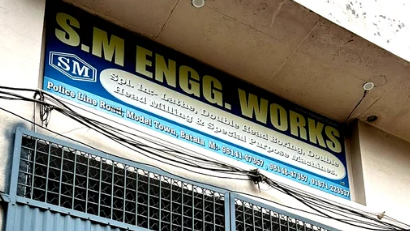 S.M ENGG. WORKS
SM
Spl. In:- Lathe, Double Head Boring, Double
Head Milling & Special Purpose Machines.
Police Line Road, Model Town, Batala. M: